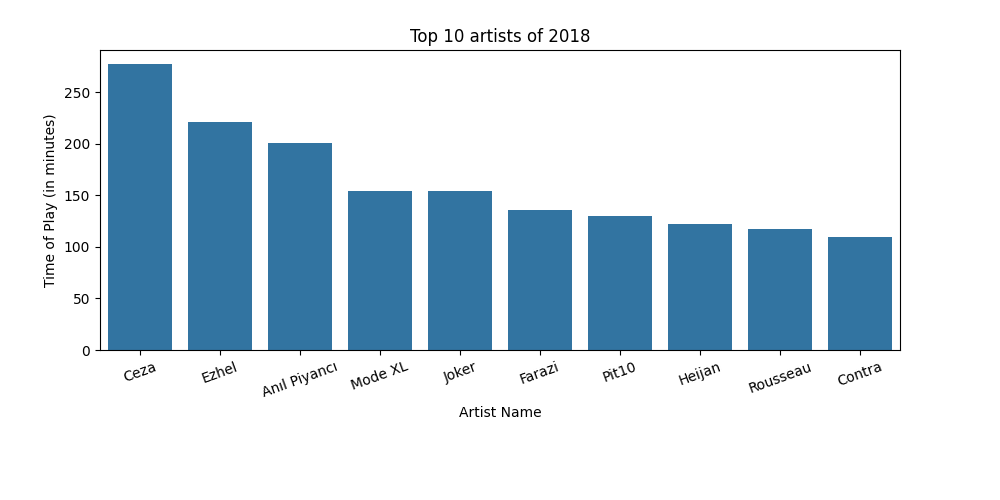 Top 10 artists of 2018
Time of Play (in minutes)
250
200
150
100
50
0
Ceza
Ezhel
Anıl Piyancı
Mode XL
Joker
Farazi
Pit10
Heijan
Rousseau
Contra
Artist Name